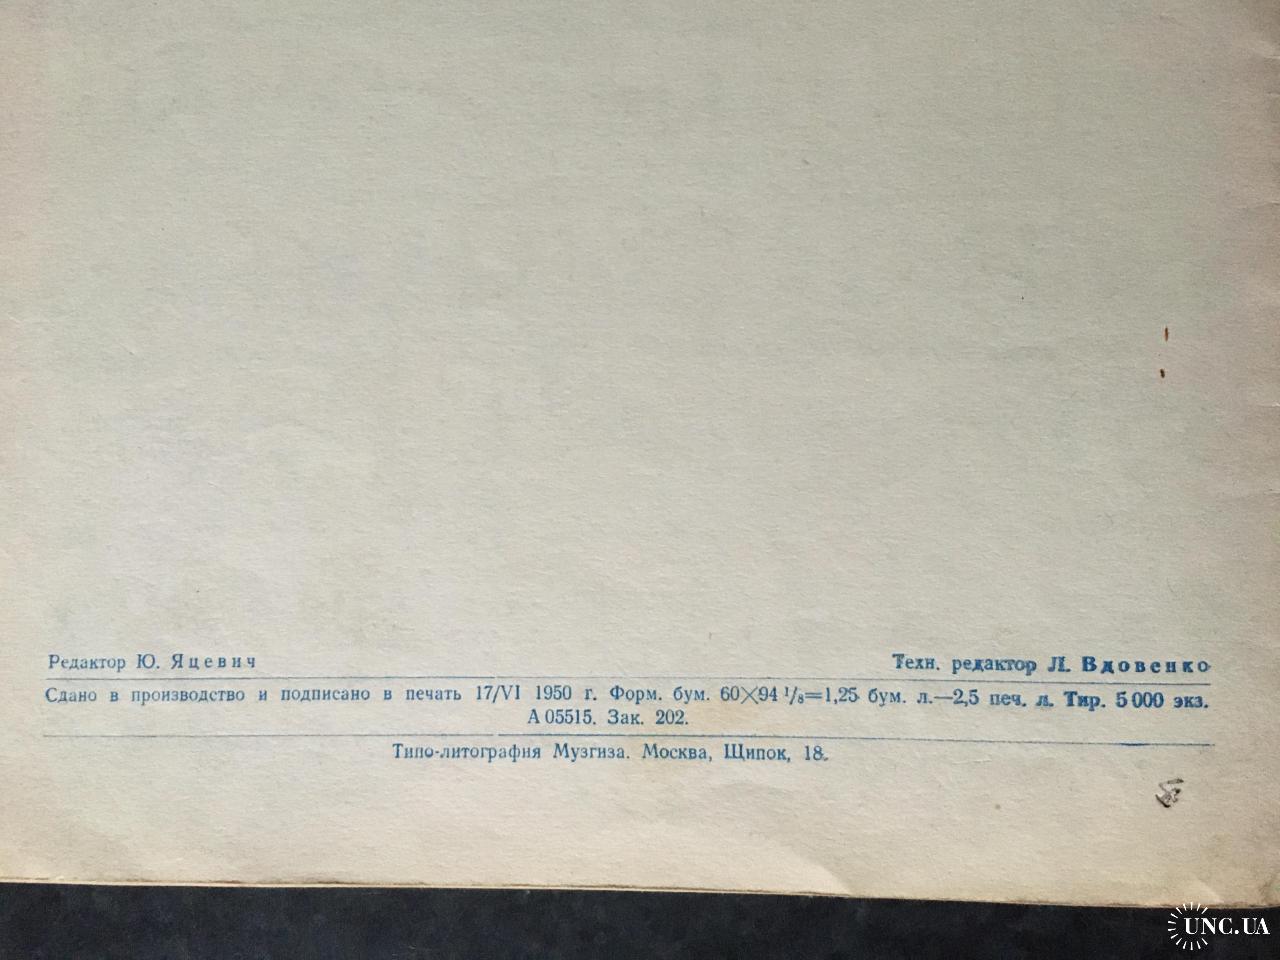 Редактор Ю. Яцевич
Техн. редактор Л. Вдовенко
Сдано в производство и подписано в печать 17/VI 1950 г. Форм. бум. 60×94 1/8=1,25 бум. л.—2,5 печ. л. Тир. 5 000 экз.
А 05515. Зак. 202.
Типо-литография Музгиза. Москва, Щипок, 18.
UNC.UA